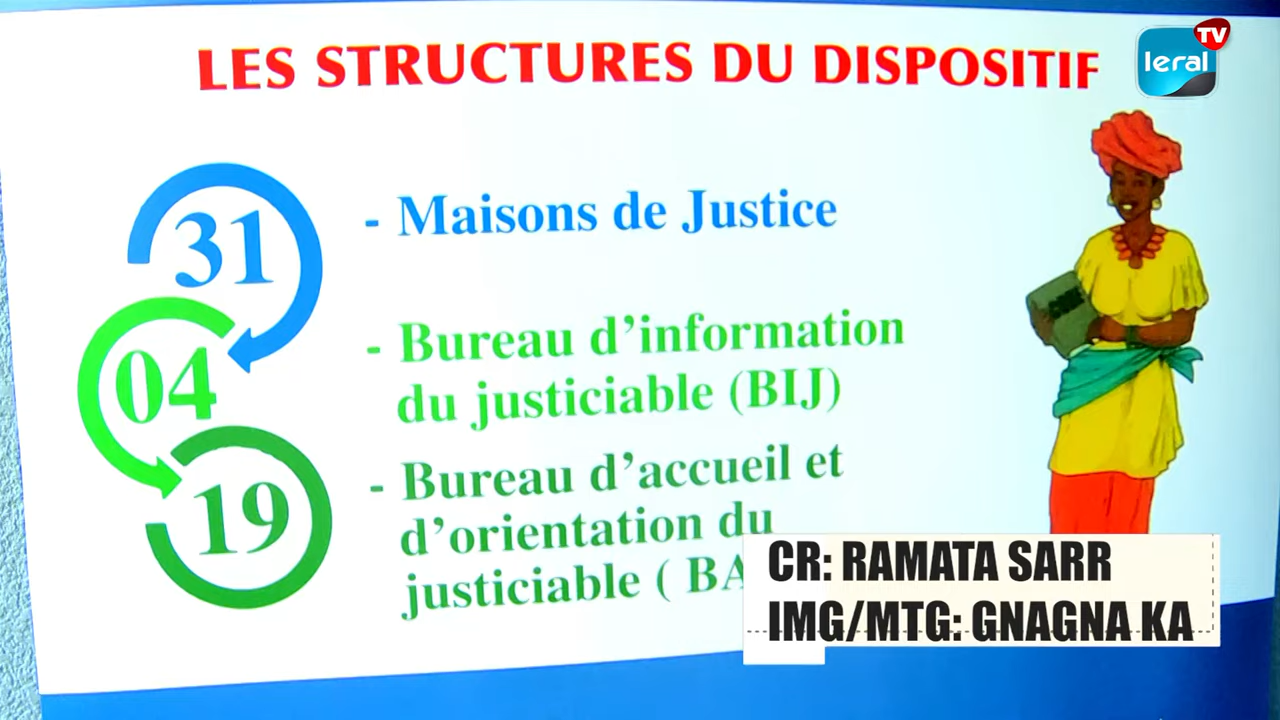 LES STRUCTURES DU DISPOSITIF
leral TV
31
- Maisons de Justice
04
- Bureau d'information
du justiciable (BIJ)
19
- Bureau d'accueil et
d'orientation du
justiciable ( BA
CR: RAMATA SARR
IMG/MTG: GNAGNA KA